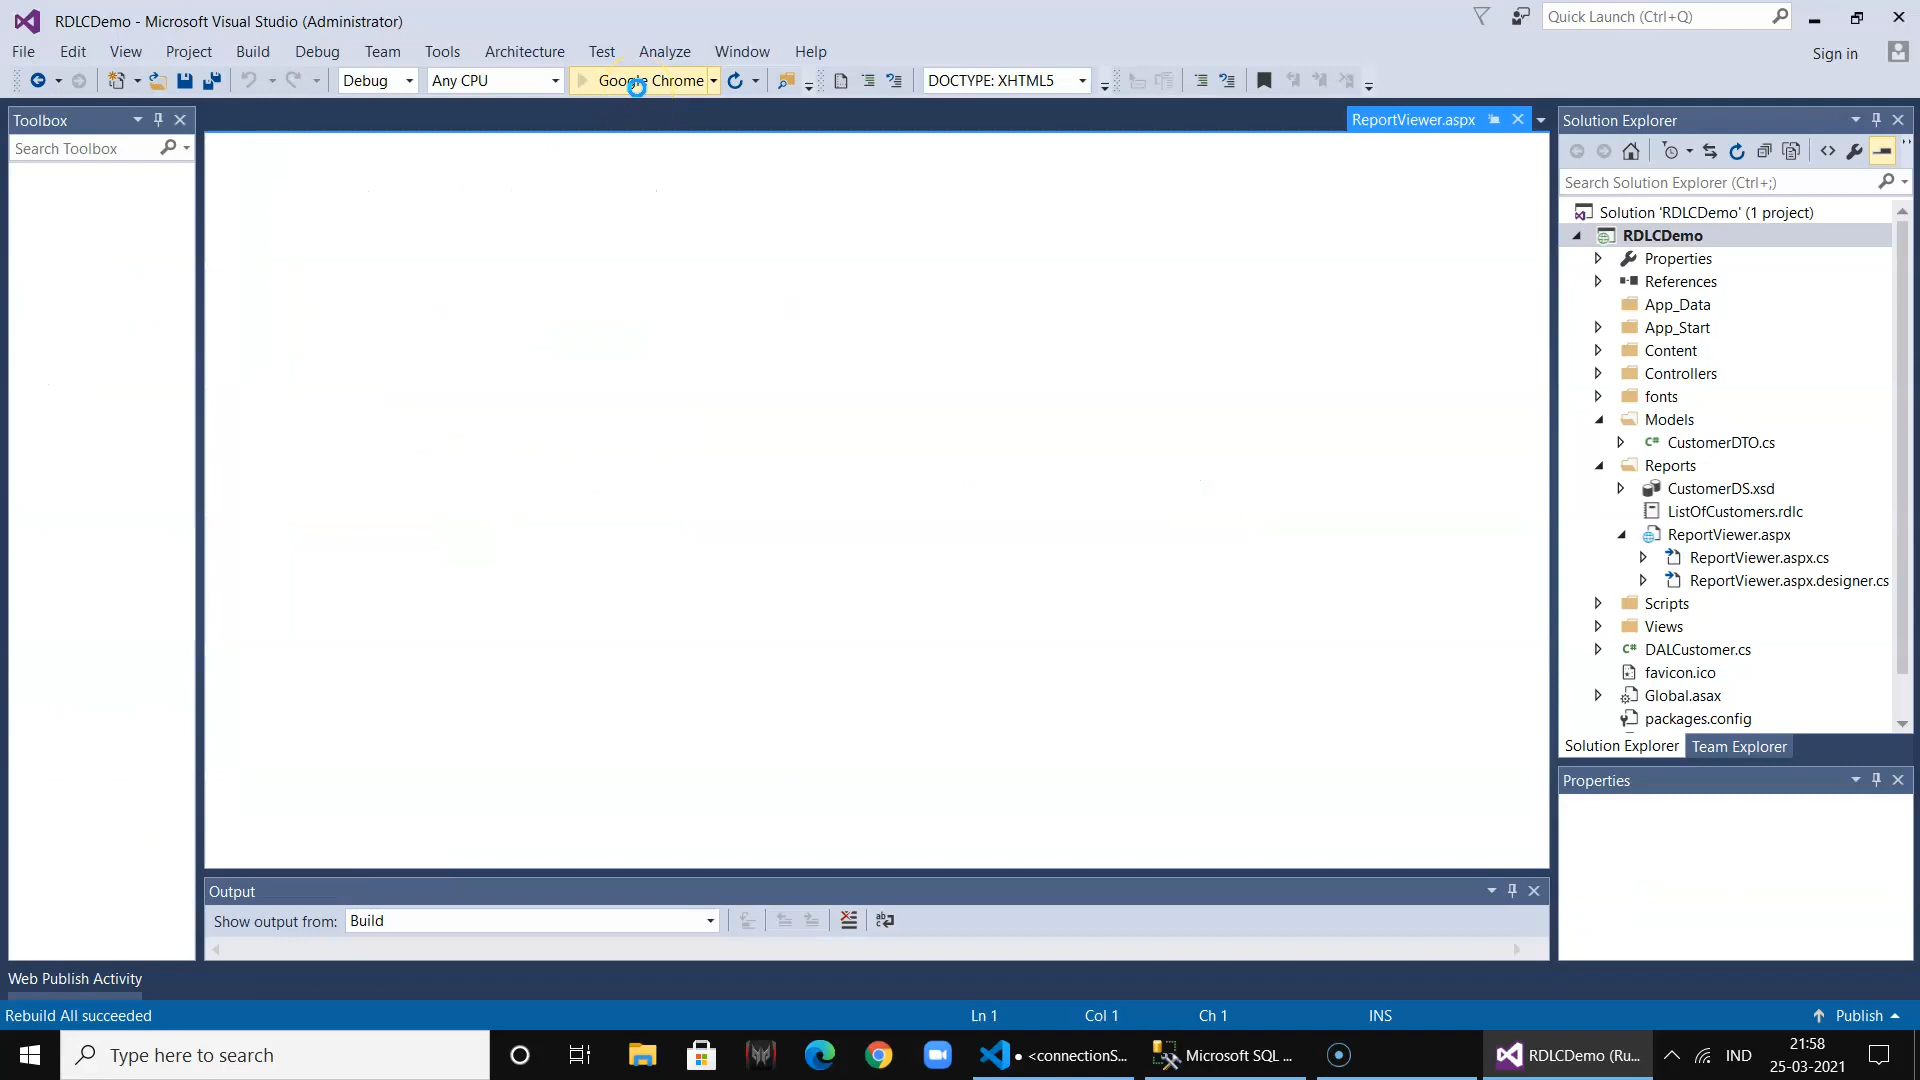 RDLCDemo - Microsoft Visual Studio (Administrator)
Quick Launch (Ctrl+Q)
File Edit View Project Build Debug Team Tools Architecture Test Analyze Window Help
Sign in
Debug Any CPU Google Chrome DOCTYPE: XHTML5
Toolbox
Search Toolbox
ReportViewer.aspx
Solution Explorer
Search Solution Explorer (Ctrl+;)
Solution 'RDLCDemo' (1 project)
RDLCDemo
Properties
References
App_Data
App_Start
Content
Controllers
fonts
Models
C# CustomerDTO.cs
Reports
CustomerDS.xsd
ListOfCustomers.rdlc
ReportViewer.aspx
ReportViewer.aspx.cs
ReportViewer.aspx.designer.cs
Scripts
Views
C# DALCustomer.cs
favicon.ico
Global.asax
packages.config
Solution Explorer Team Explorer
Properties
Output
Show output from: Build
Web Publish Activity
Rebuild All succeeded
Ln 1 Col 1 Ch 1 INS Publish
Type here to search
• <connectionS...
Microsoft SQL ...
RDLCDemo (Ru...
IND
21:58
25-03-2021